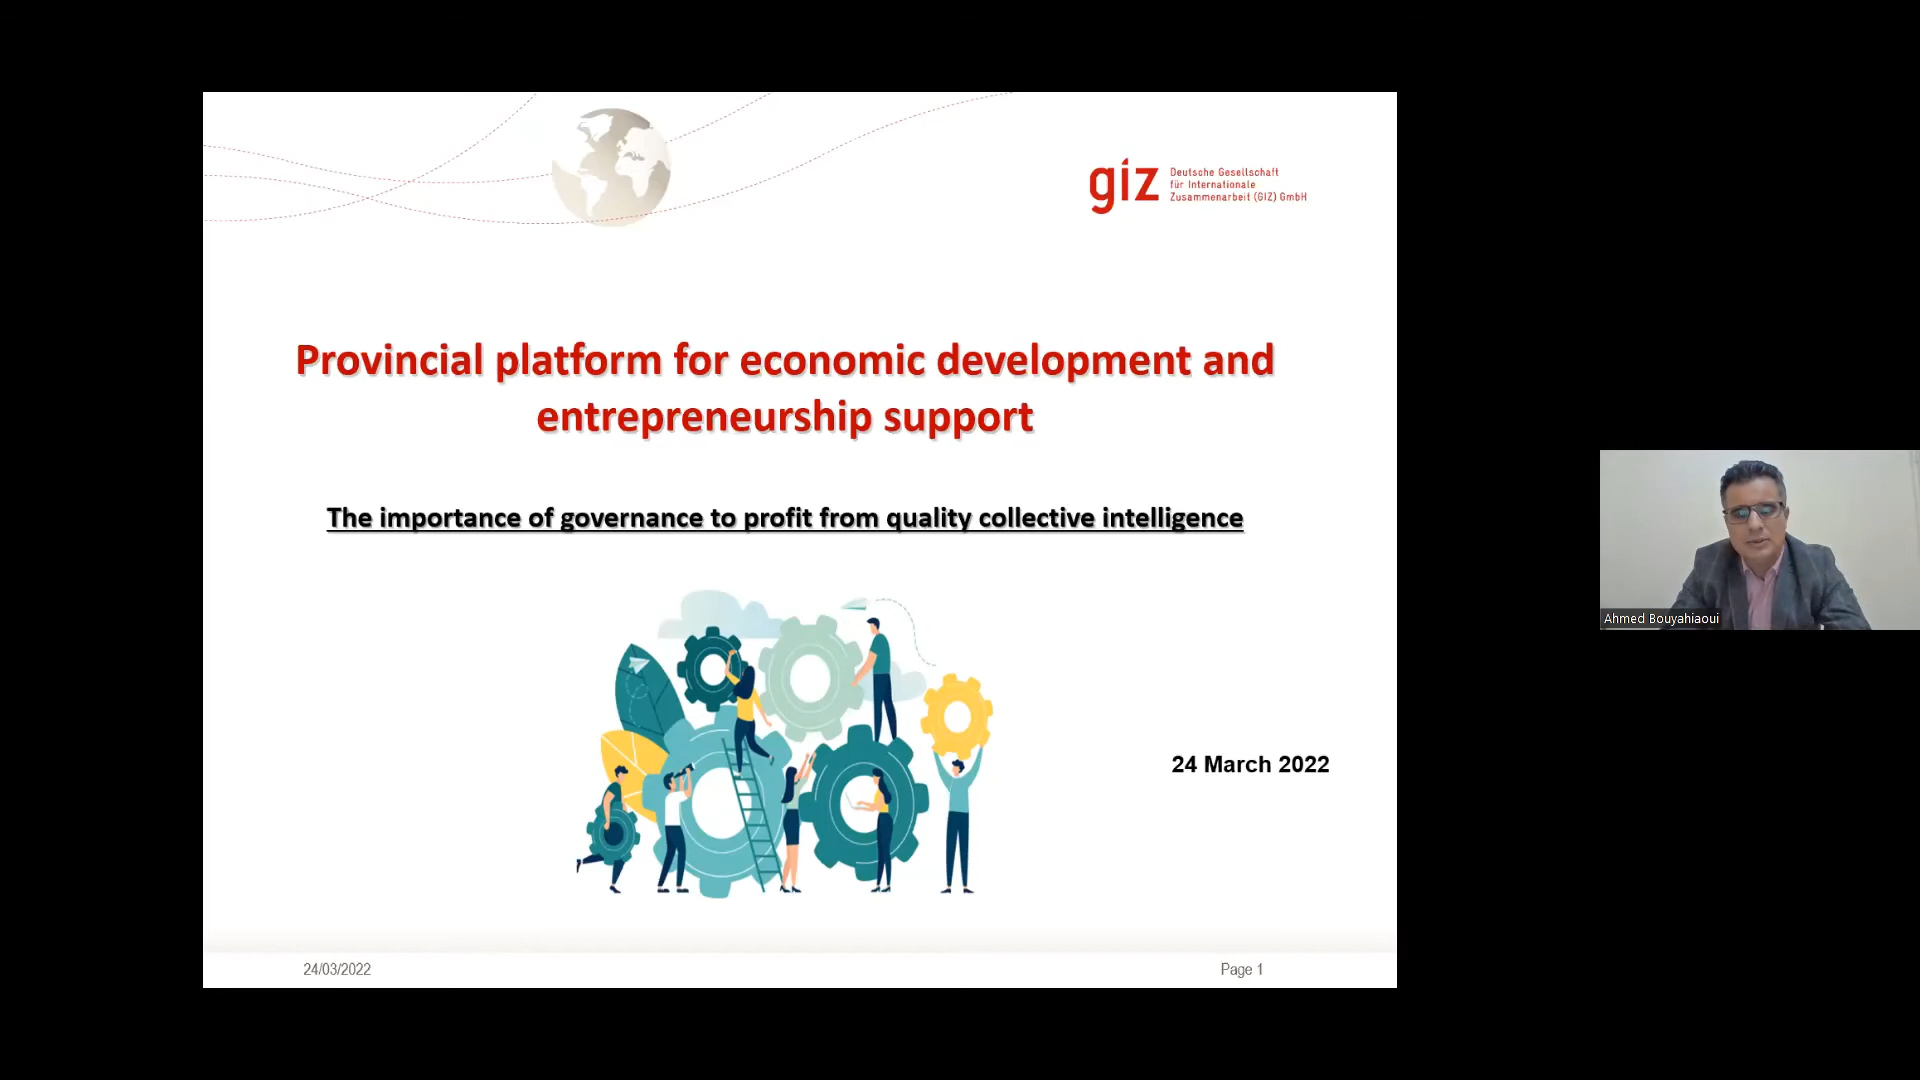 giz
Deutsche Gesellschaft
für Internationale
Zusammenarbeit (GIZ) GmbH
Provincial platform for economic development and
entrepreneurship support
The importance of governance to profit from quality collective intelligence
24 March 2022
24/03/2022
Page 1
Ahmed Bouyahiaoui